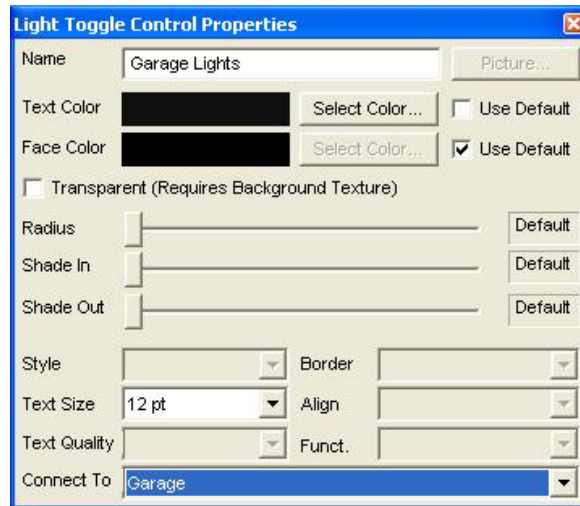 Light Toggle Control Properties
Name Garage Lights Picture...
Text Color Select Color... Use Default
Face Color Select Color... Use Default
Transparent (Requires Background Texture)
Radius Default
Shade In Default
Shade Out Default
Style Border
Text Size 12 pt Align
Text Quality Funct.
Connect To Garage